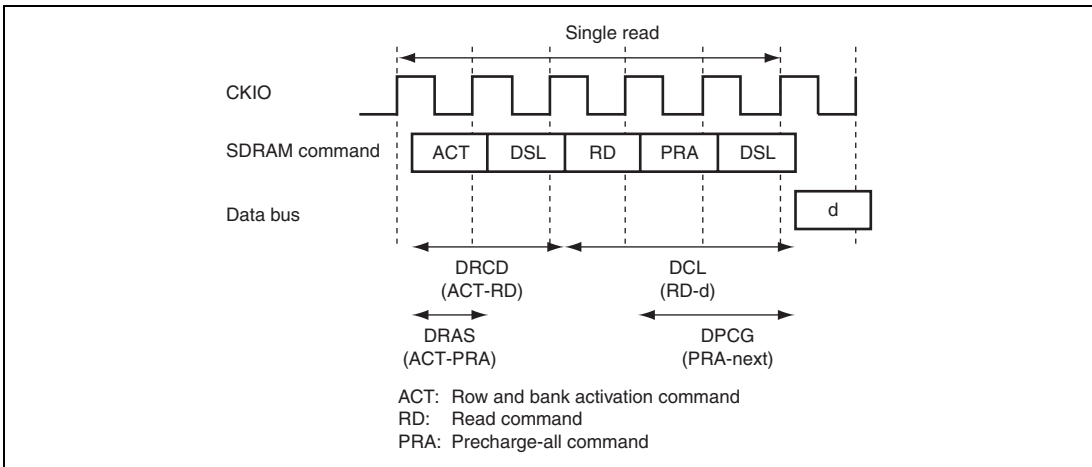 Single read
CKIO
SDRAM command ACT DSL RD PRA DSL
Data bus d
DRCD DCL
(ACT-RD) (RD-d)
DRAS DPCG
(ACT-PRA) (PRA-next)
ACT: Row and bank activation command
RD: Read command
PRA: Precharge-all command